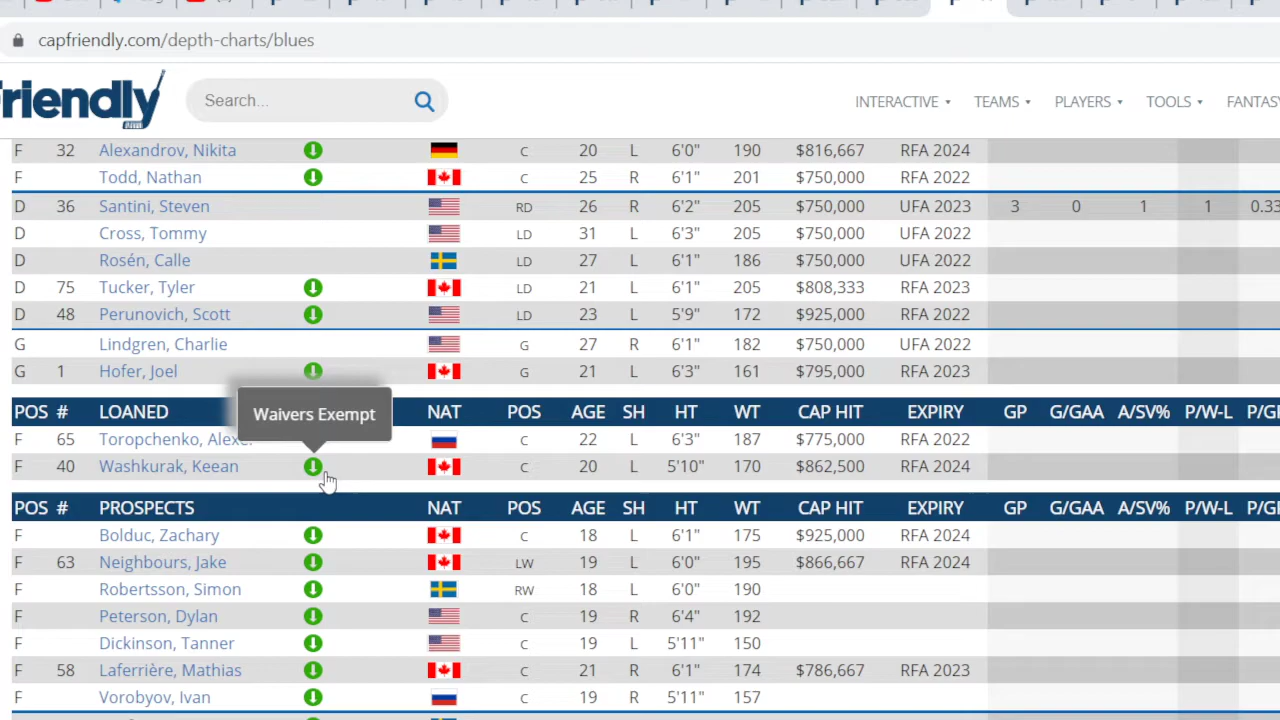 capfriendly.com/depth-charts/blues
riendly Search... INTERACTIVE TEAMS PLAYERS TOOLS FANTASY
F 32 Alexandrov, Nikita C 20 L 6'0" 190 $816,667 RFA 2024
F Todd, Nathan C 25 R 6'1" 201 $750,000 RFA 2022
D 36 Santini, Steven RD 26 R 6'2" 205 $750,000 UFA 2023 3 0 1 1 0.33
D Cross, Tommy LD 31 L 6'3" 205 $750,000 UFA 2022
D Rosén, Calle LD 27 L 6'1" 186 $750,000 UFA 2022
D 75 Tucker, Tyler LD 21 L 6'1" 205 $808,333 RFA 2023
D 48 Perunovich, Scott LD 23 L 5'9" 172 $925,000 RFA 2022
G Lindgren, Charlie G 27 R 6'1" 182 $750,000 UFA 2022
G 1 Hofer, Joel G 21 L 6'3" 161 $795,000 RFA 2023
POS # LOANED NAT POS AGE SH HT WT CAP HIT EXPIRY GP G/GAA A/SV% P/W-L P/G
Waivers Exempt
F 65 Toropchenko, Alexe C 22 L 6'3" 187 $775,000 RFA 2022
F 40 Washkurak, Keean C 20 L 5'10" 170 $862,500 RFA 2024
POS # PROSPECTS NAT POS AGE SH HT WT CAP HIT EXPIRY GP G/GAA A/SV% P/W-L P/G
F Bolduc, Zachary C 18 L 6'1" 175 $925,000 RFA 2024
F 63 Neighbours, Jake LW 19 L 6'0" 195 $866,667 RFA 2024
F Robertsson, Simon RW 18 L 6'0" 190
F Peterson, Dylan C 19 R 6'4" 192
F Dickinson, Tanner C 19 L 5'11" 150
F 58 Laferrière, Mathias C 21 R 6'1" 174 $786,667 RFA 2023
F Vorobyov, Ivan C 19 R 5'11" 157